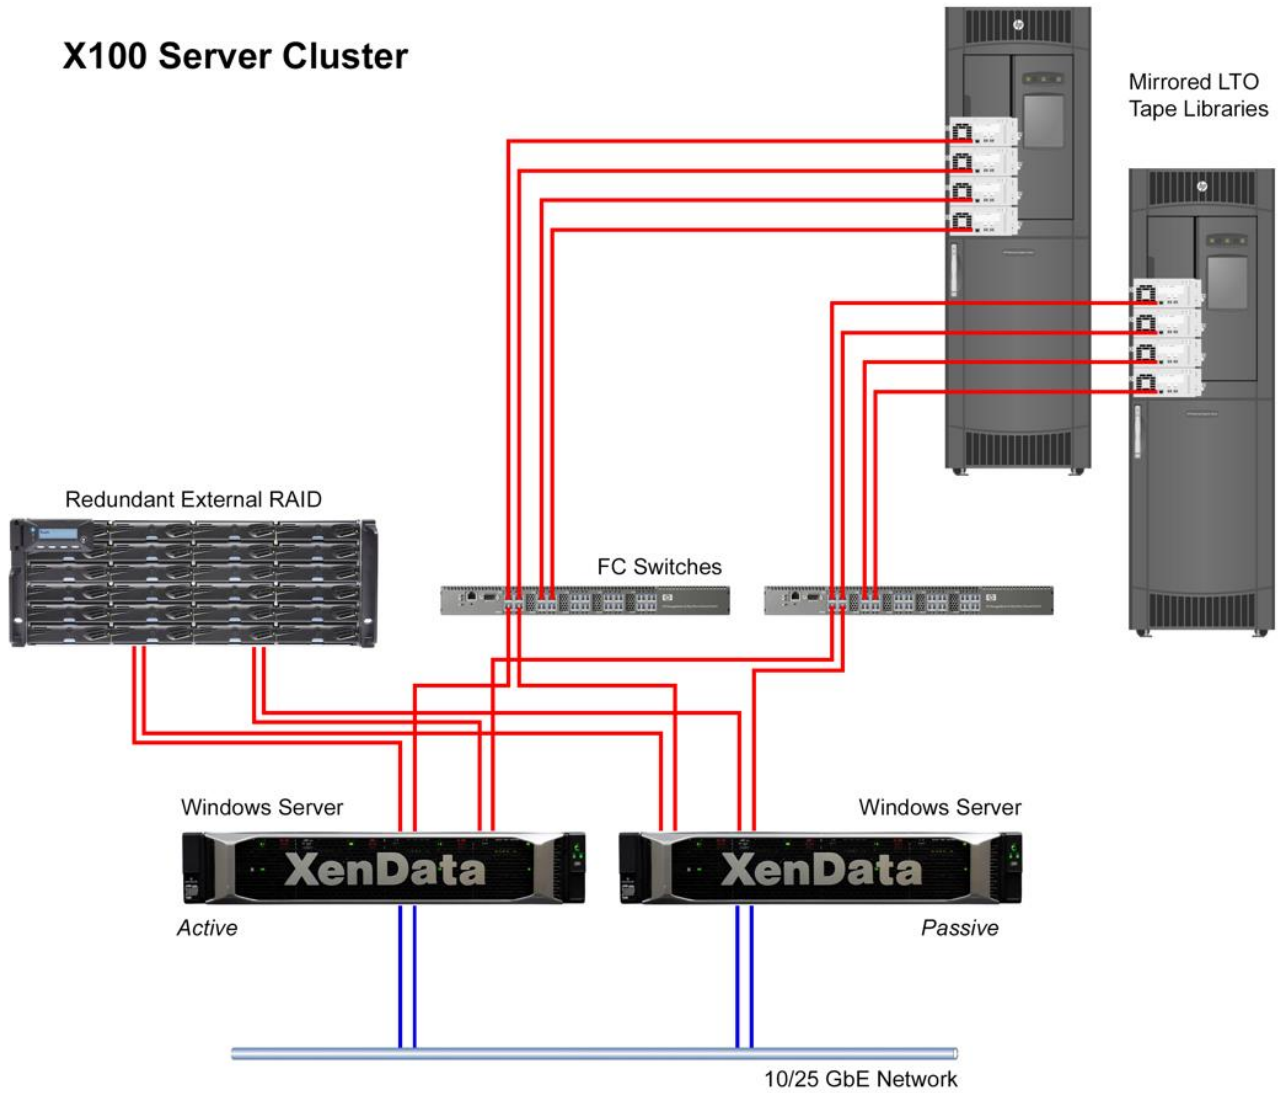 X100 Server Cluster
Mirrored LTO
Tape Libraries
Redundant External RAID
FC Switches
Windows Server
Windows Server
XenData
XenData
Active
Passive
10/25 GbE Network